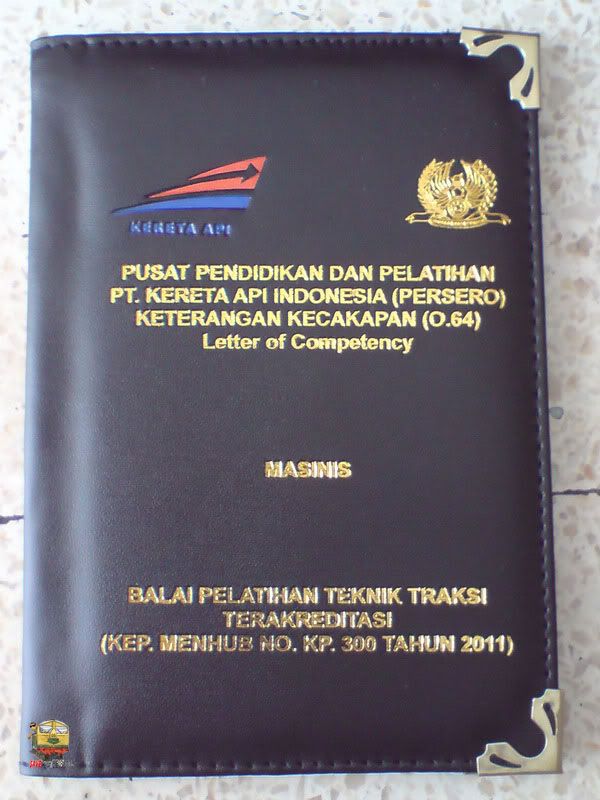 KERETA API
PUSAT PENDIDIKAN DAN PELATIHAN
PT. KERETA API INDONESIA (PERSERO)
KETERANGAN KECAKAPAN (O.64)
Letter of Competency
MASINIS
BALAI PELATIHAN TEKNIK TRAKSI
TERAKREDITASI
(KEP. MENHUB NO. KP. 300 TAHUN 2011)